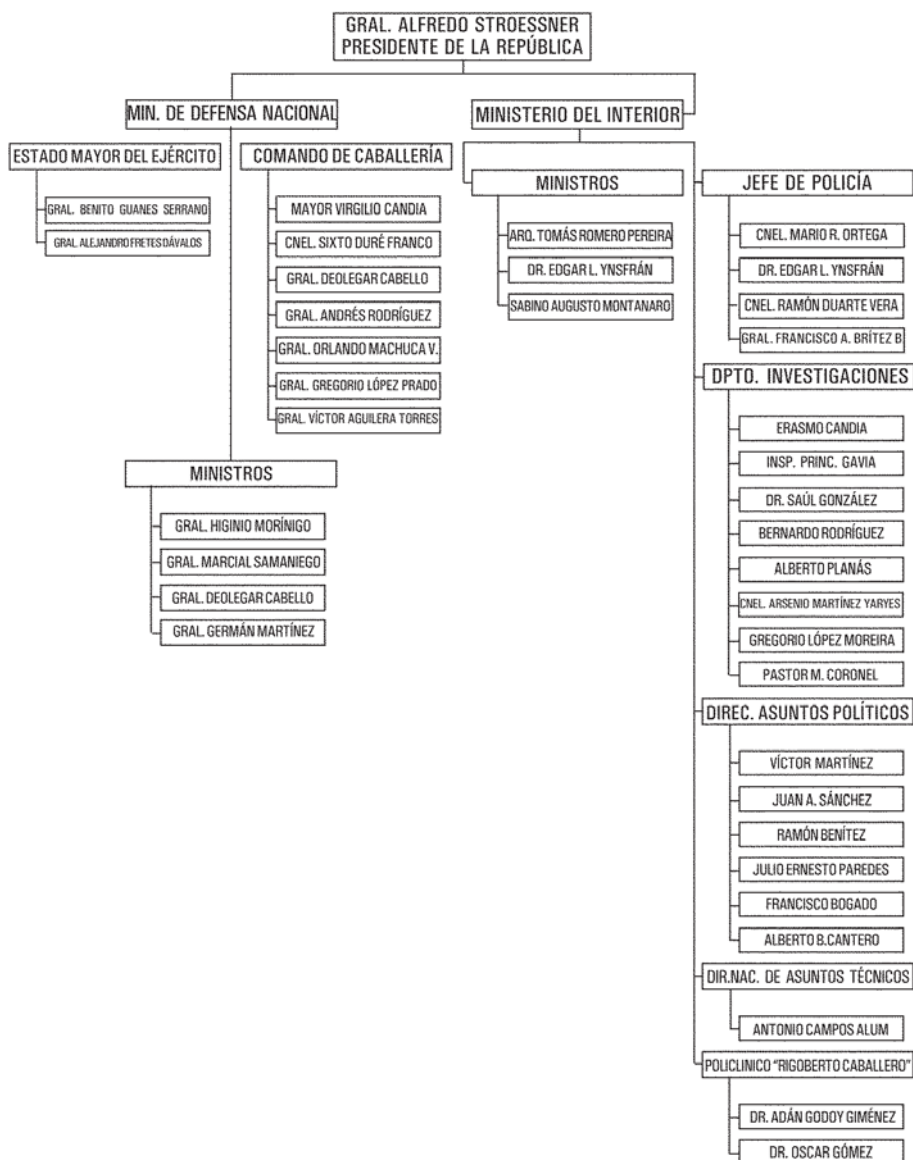 GRAL. ALFREDO STROESSNER
PRESIDENTE DE LA REPÚBLICA
MIN. DE DEFENSA NACIONAL
ESTADO MAYOR DEL EJÉRCITO
GRAL. BENITO GUANES SERRANO
GRAL. ALEJANDRO FRETES DÁVALOS
COMANDO DE CABALLERÍA
MAYOR VIRGILIO CANDIA
CNEL. SIXTO DURÉ FRANCO
GRAL. DEOLEGAR CABELLO
GRAL. ANDRÉS RODRÍGUEZ
GRAL. ORLANDO MACHUCA V.
GRAL. GREGORIO LÓPEZ PRADO
GRAL. VÍCTOR AGUILERA TORRES
MINISTROS
GRAL. HIGINIO MORÍNIGO
GRAL. MARCIAL SAMANIEGO
GRAL. DEOLEGAR CABELLO
GRAL. GERMÁN MARTÍNEZ
MINISTERIO DEL INTERIOR
MINISTROS
ARQ. TOMÁS ROMERO PEREIRA
DR. EDGAR L. YNSFRÁN
SABINO AUGUSTO MONTANARO
JEFE DE POLICÍA
CNEL. MARIO R. ORTEGA
DR. EDGAR L. YNSFRÁN
CNEL. RAMÓN DUARTE VERA
GRAL. FRANCISCO A. BRÍTEZ B
DPTO. INVESTIGACIONES
ERASMO CANDIA
INSP. PRINC. GAVIA
DR. SAÚL GONZÁLEZ
BERNARDO RODRÍGUEZ
ALBERTO PLANÁS
CNEL. ARSENIO MARTÍNEZ YARYES
GREGORIO LÓPEZ MOREIRA
PASTOR M. CORONEL
DIREC. ASUNTOS POLÍTICOS
VÍCTOR MARTÍNEZ
JUAN A. SÁNCHEZ
RAMÓN BENÍTEZ
JULIO ERNESTO PAREDES
FRANCISCO BOGADO
ALBERTO B.CANTERO
DIR.NAC. DE ASUNTOS TÉCNICOS
ANTONIO CAMPOS ALUM
POLICLINICO “RIGOBERTO CABALLERO”
DR. ADÁN GODOY GIMÉNEZ
DR. OSCAR GÓMEZ